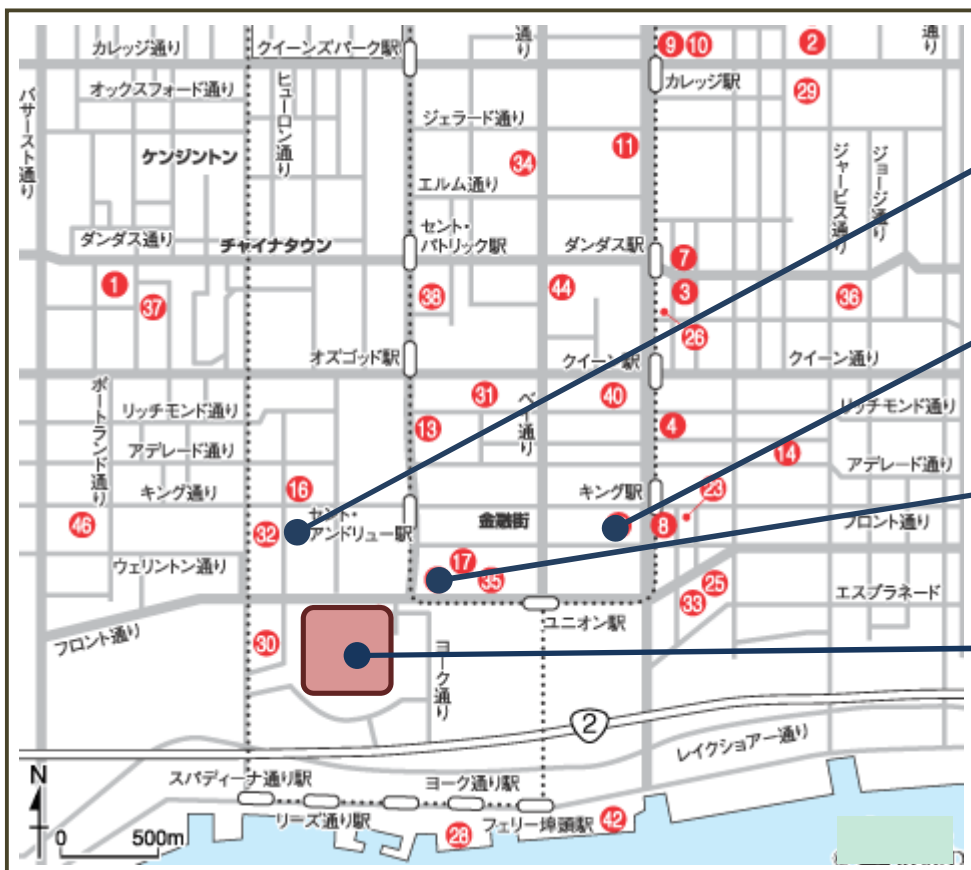 カレッジ通り
クイーンズパーク駅
通り
9
10
2
通り
オックスフォード通り
バサースト通り
ヒューロン通り
カレッジ駅
29
ジェラード通り
ケンジントン
34
11
ジャービス通り
ジョージ通り
エルム通り
ダンダス通り
チャイナタウン
セント・
パトリック駅
ダンダス駅
7
1
37
38
44
3
36
26
オズゴッド駅
クイーン駅
クイーン通り
ポートランド通り
リッチモンド通り
31
ベイ通り
40
リッチモンド通り
13
4
アデレード通り
14
アデレード通り
キング通り
16
キング駅
23
46
32
セント・
アンドリュー駅
金融街
8
フロント通り
ウェリントン通り
17
35
25
33
エスプラネード
フロント通り
30
ユニオン駅
ヨーク通り
2
レイクショアー通り
N
スパディーナ通り駅
ヨーク通り駅
0
500m
リーズ通り駅
28
フェリー埠頭駅
42